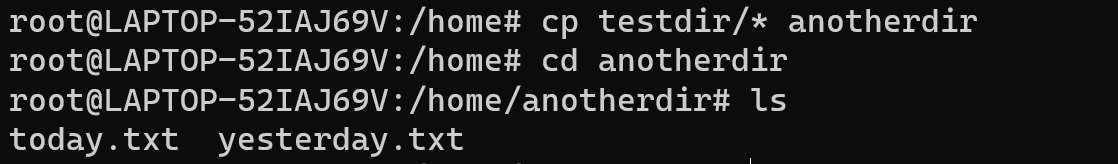 root@LAPTOP-52IAJ69V:/home# cp testdir/* anotherdir
root@LAPTOP-52IAJ69V:/home# cd anotherdir
root@LAPTOP-52IAJ69V:/home/anotherdir# ls
today.txt  yesterday.txt